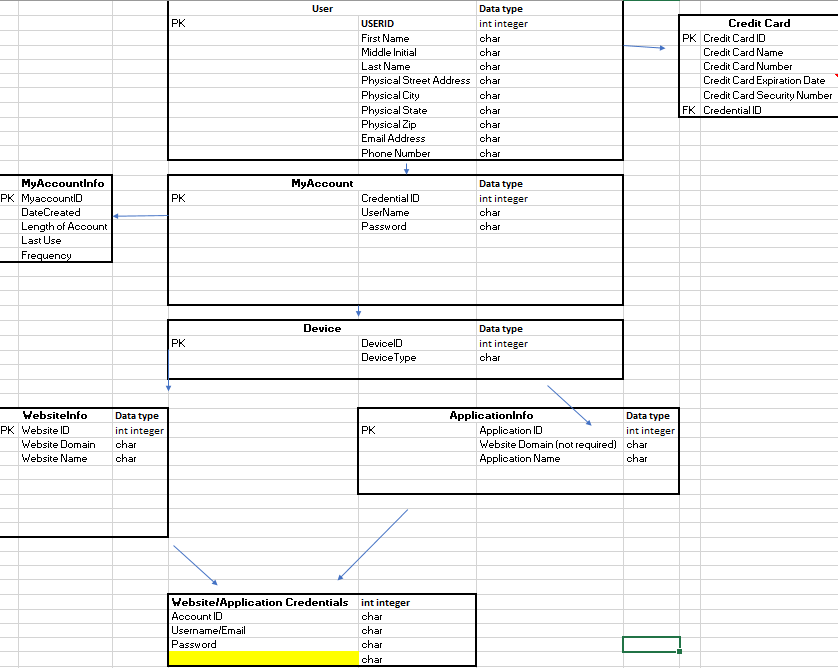 User Data type
PK USERID int integer
First Name char
Middle Initial char
Last Name char
Physical Street Address char
Physical City char
Physical State char
Physical Zip char
Email Address char
Phone Number char
Credit Card
PK Credit Card ID
Credit Card Name
Credit Card Number
Credit Card Expiration Date
Credit Card Security Number
FK Credential ID
MyAccountInfo
PK MyaccountID
DateCreated
Length of Account
Last Use
Frequency
MyAccount Data type
PK Credential ID int integer
UserName char
Password char
Device Data type
PK DeviceID int integer
DeviceType char
WebsiteInfo Data type
PK Website ID int integer
Website Domain char
Website Name char
ApplicationInfo Data type
PK Application ID int integer
Website Domain (not required) char
Application Name char
Website/Application Credentials int integer
Account ID char
Username/Email char
Password char
char